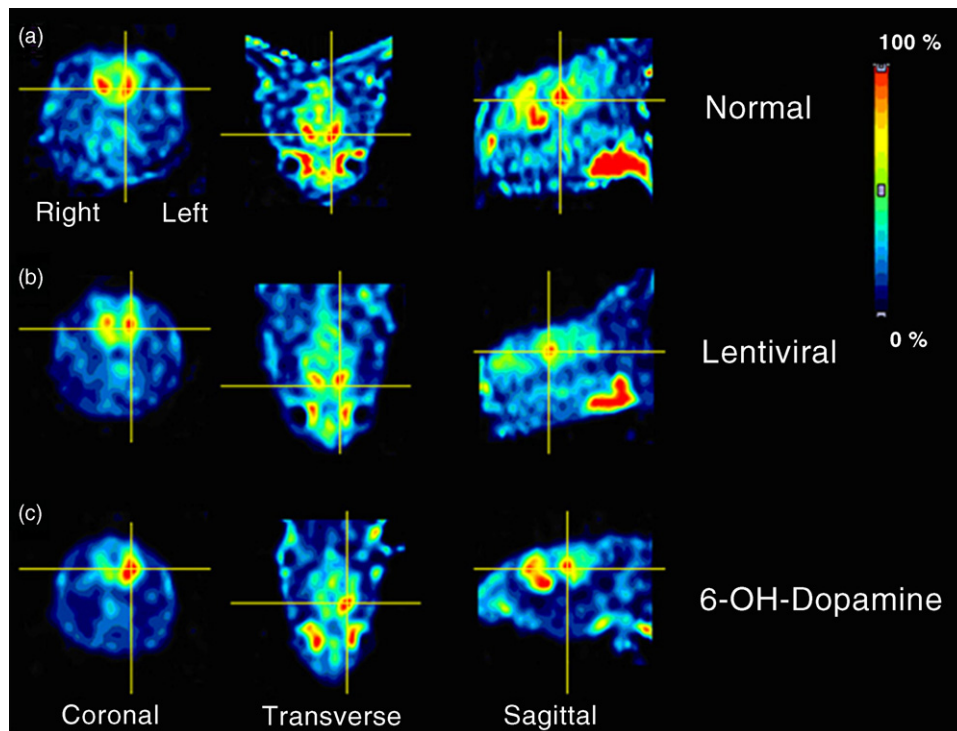 (a)
100 %
Normal
Right Left
(b)
0 %
Lentiviral
(c)
6-OH-Dopamine
Coronal Transverse Sagittal